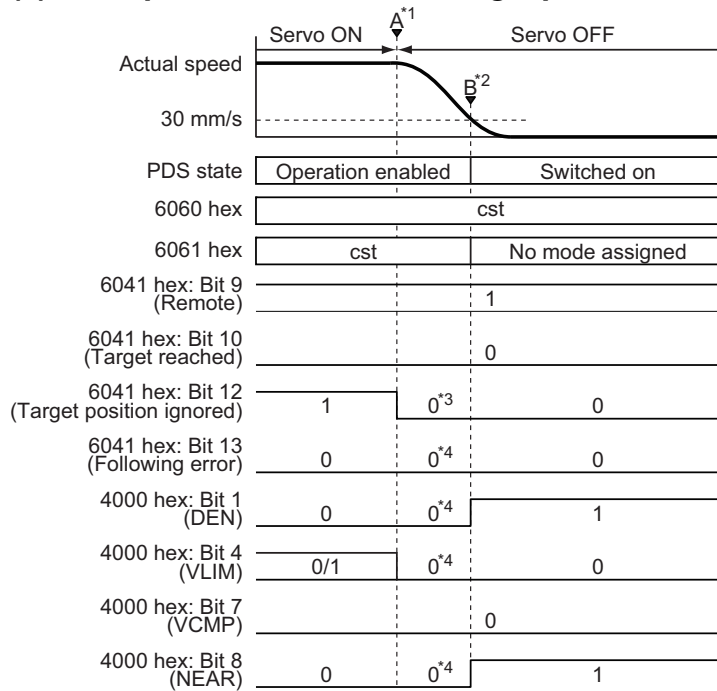 A*1
Servo ON
Servo OFF
Actual speed
B*2
30 mm/s
PDS state
Operation enabled
Switched on
6060 hex
cst
6061 hex
cst
No mode assigned
6041 hex: Bit 9
(Remote)
1
6041 hex: Bit 10
(Target reached)
0
6041 hex: Bit 12
(Target position ignored)
1
0*3
0
6041 hex: Bit 13
(Following error)
0
0*4
0
4000 hex: Bit 1
(DEN)
0
0*4
1
4000 hex: Bit 4
(VLIM)
0/1
0*4
0
4000 hex: Bit 7
(VCMP)
0
4000 hex: Bit 8
(NEAR)
0
0*4
1